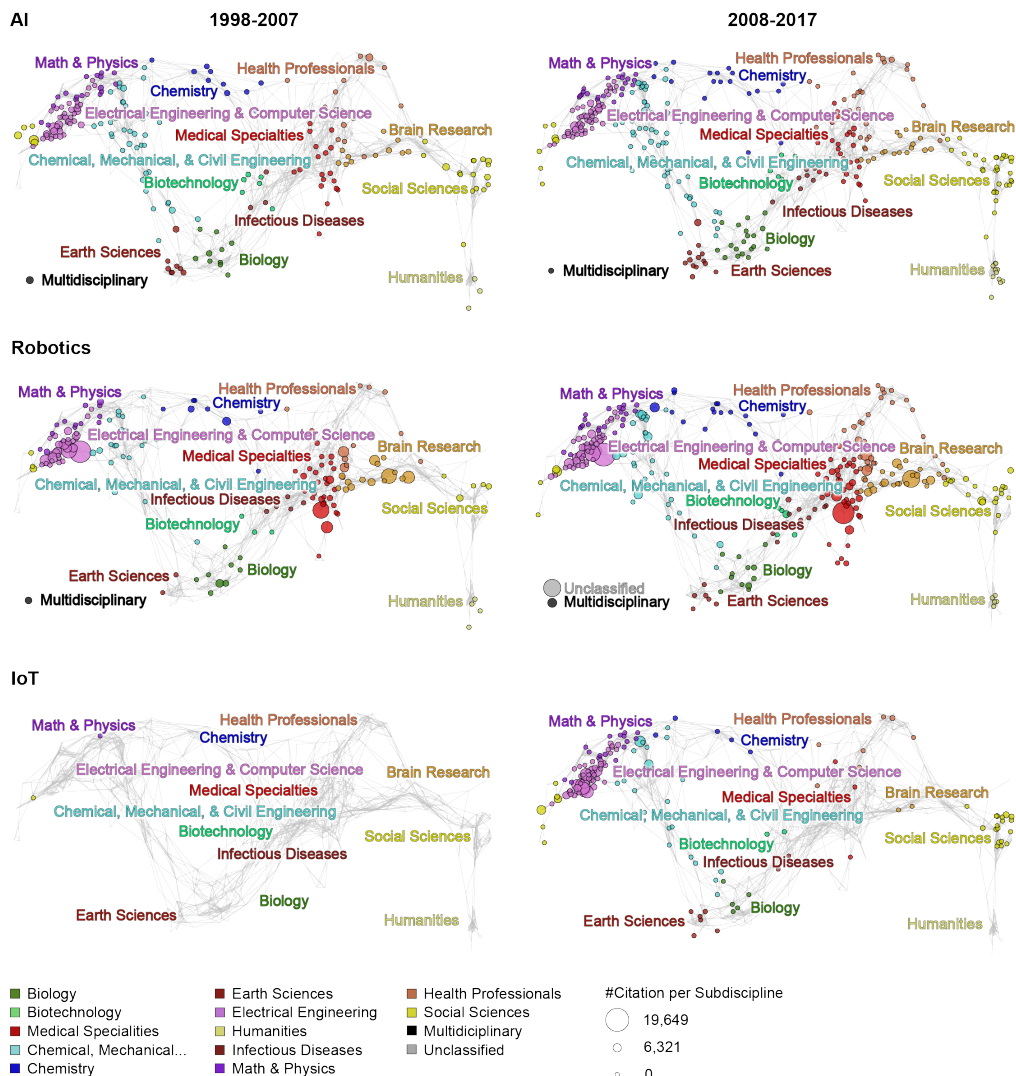 AI
1998-2007
2008-2017
Math & Physics
Health Professionals
Chemistry
Electrical Engineering & Computer Science
Medical Specialties
Brain Research
Chemical, Mechanical, & Civil Engineering
Biotechnology
Social Sciences
Infectious Diseases
Earth Sciences
Biology
Multidisciplinary
Humanities
Health Professionals
Math & Physics
Chemistry
Electrical Engineering & Computer Science
Brain Research
Medical Specialties
Chemical, Mechanical, & Civil Engineering
Biotechnology
Social Sciences
Infectious Diseases
Biology
Multidisciplinary
Earth Sciences
Humanities
Robotics
Math & Physics
Health Professionals
Chemistry
Electrical Engineering & Computer Science
Brain Research
Medical Specialties
Chemical, Mechanical, & Civil Engineering
Infectious Diseases
Social Sciences
Biotechnology
Biology
Earth Sciences
Multidisciplinary
Humanities
Math & Physics
Health Professionals
Chemistry
Electrical Engineering & Computer Science
Brain Research
Medical Specialties
Chemical, Mechanical, & Civil Engineering
Biotechnology
Social Sciences
Infectious Diseases
Biology
Unclassified
Multidisciplinary
Earth Sciences
Humanities
IoT
Math & Physics
Health Professionals
Chemistry
Electrical Engineering & Computer Science
Brain Research
Medical Specialties
Chemical, Mechanical, & Civil Engineering
Biotechnology
Social Sciences
Infectious Diseases
Biology
Earth Sciences
Humanities
Math & Physics
Health Professionals
Chemistry
Electrical Engineering & Computer Science
Brain Research
Medical Specialties
Chemical, Mechanical, & Civil Engineering
Social Sciences
Biotechnology
Infectious Diseases
Biology
Earth Sciences
Humanities
Biology
Biotechnology
Medical Specialities
Chemical, Mechanical...
Chemistry
Earth Sciences
Electrical Engineering
Humanities
Infectious Diseases
Math & Physics
Health Professionals
Social Sciences
Multidiciplinary
Unclassified
#Citation per Subdiscipline
19,649
6,321
0